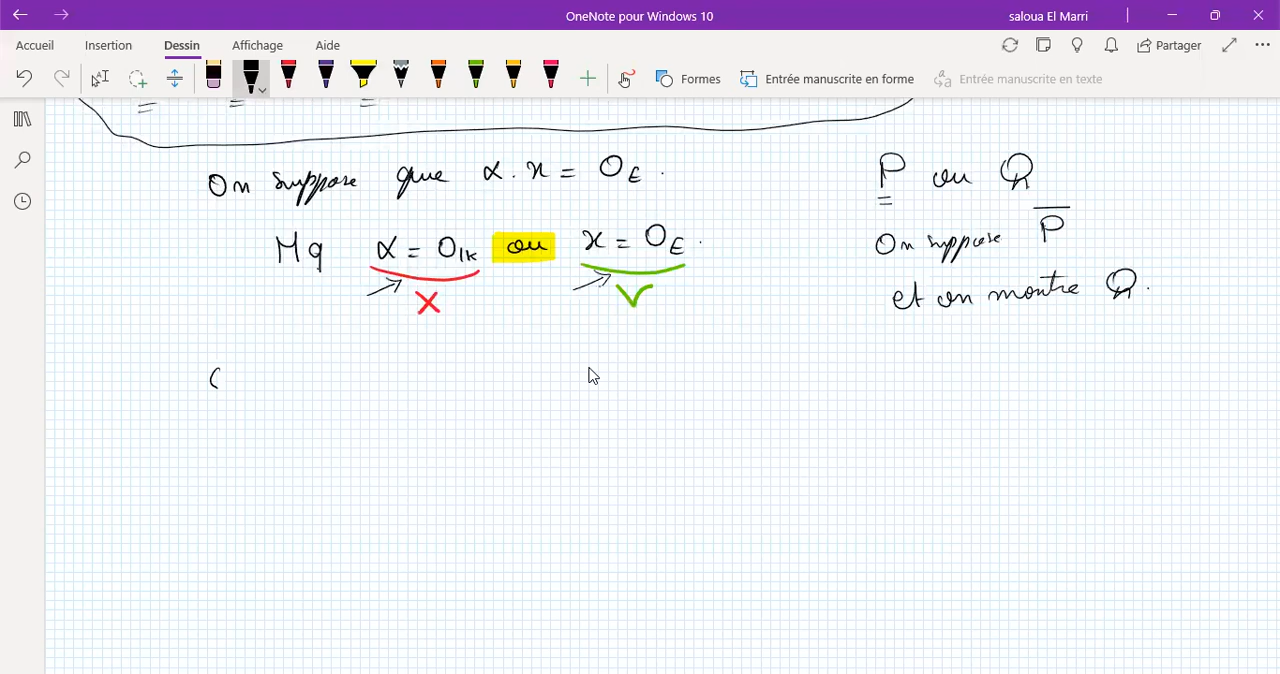 OneNote pour Windows 10
saloua El Marri
Accueil Insertion Dessin Affichage Aide
Partager
Formes Entrée manuscrite en forme Entrée manuscrite en texte
On suppose que α . x = 0E .
Mq α = 0IK ou x = 0E .
P ou Q
On suppose P̅
et on montre Q .
(